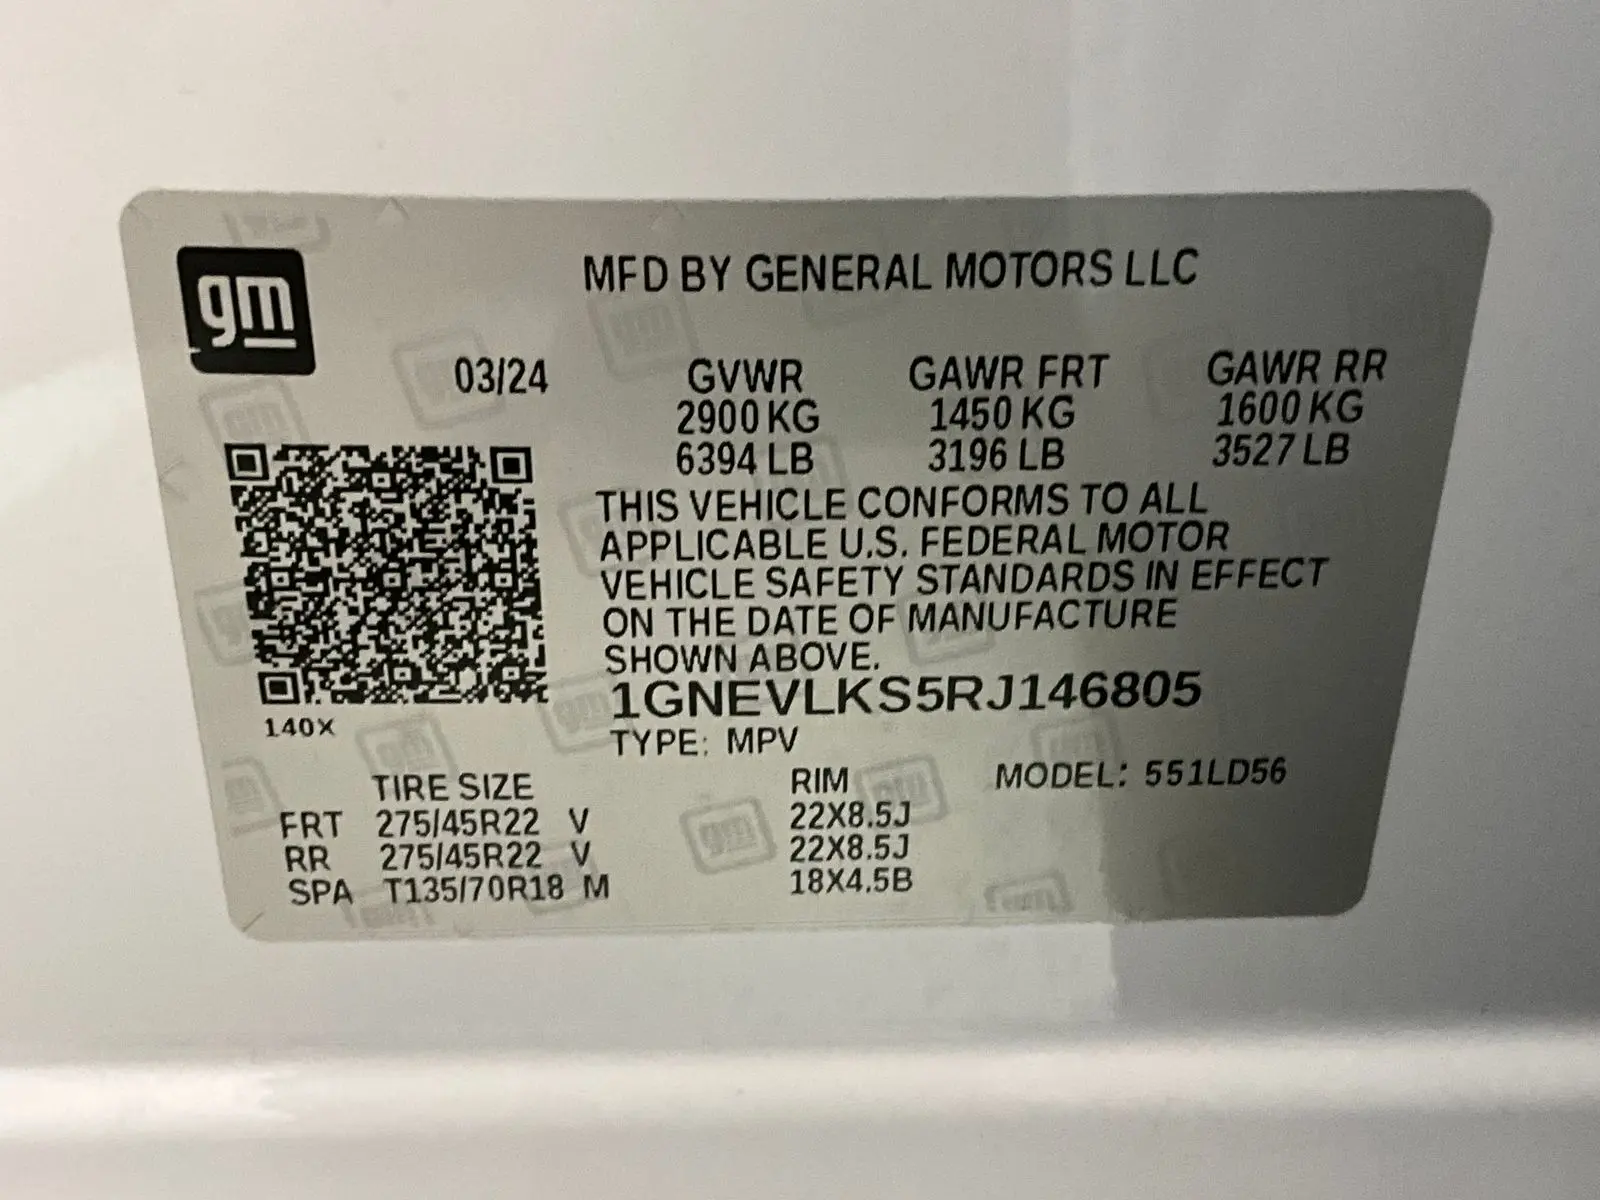 gm
MFD BY GENERAL MOTORS LLC
03/24 GVWR GAWR FRT GAWR RR
2900 KG 1450 KG 1600 KG
6394 LB 3196 LB 3527 LB
THIS VEHICLE CONFORMS TO ALL
APPLICABLE U.S. FEDERAL MOTOR
VEHICLE SAFETY STANDARDS IN EFFECT
ON THE DATE OF MANUFACTURE
SHOWN ABOVE.
1GNEVLKS5RJ146805
140X
TYPE: MPV
TIRE SIZE RIM MODEL: 551LD56
FRT 275/45R22 V 22X8.5J
RR 275/45R22 V 22X8.5J
SPA T135/70R18 M 18X4.5B